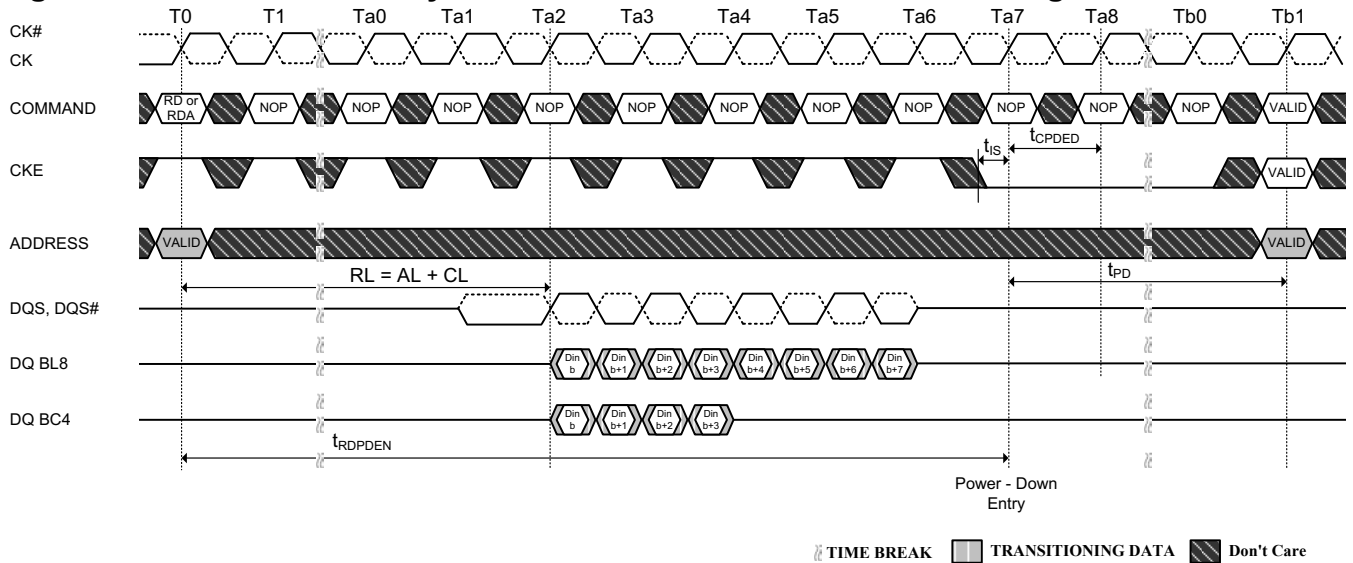 T0 T1 Ta0 Ta1 Ta2 Ta3 Ta4 Ta5 Ta6 Ta7 Ta8 Tb0 Tb1
CK#
CK
COMMAND
RD or
RDA
NOP NOP NOP NOP NOP NOP NOP NOP NOP NOP NOP VALID
tIS
tCPDED
CKE
VALID
ADDRESS
VALID
VALID
RL = AL + CL
tPD
DQS, DQS#
DQ BL8
Din
b
Din
b+1
Din
b+2
Din
b+3
Din
b+4
Din
b+5
Din
b+6
Din
b+7
DQ BC4
Din
b
Din
b+1
Din
b+2
Din
b+3
tRDPDEN
Power - Down
Entry
TIME BREAK TRANSITIONING DATA Don't Care